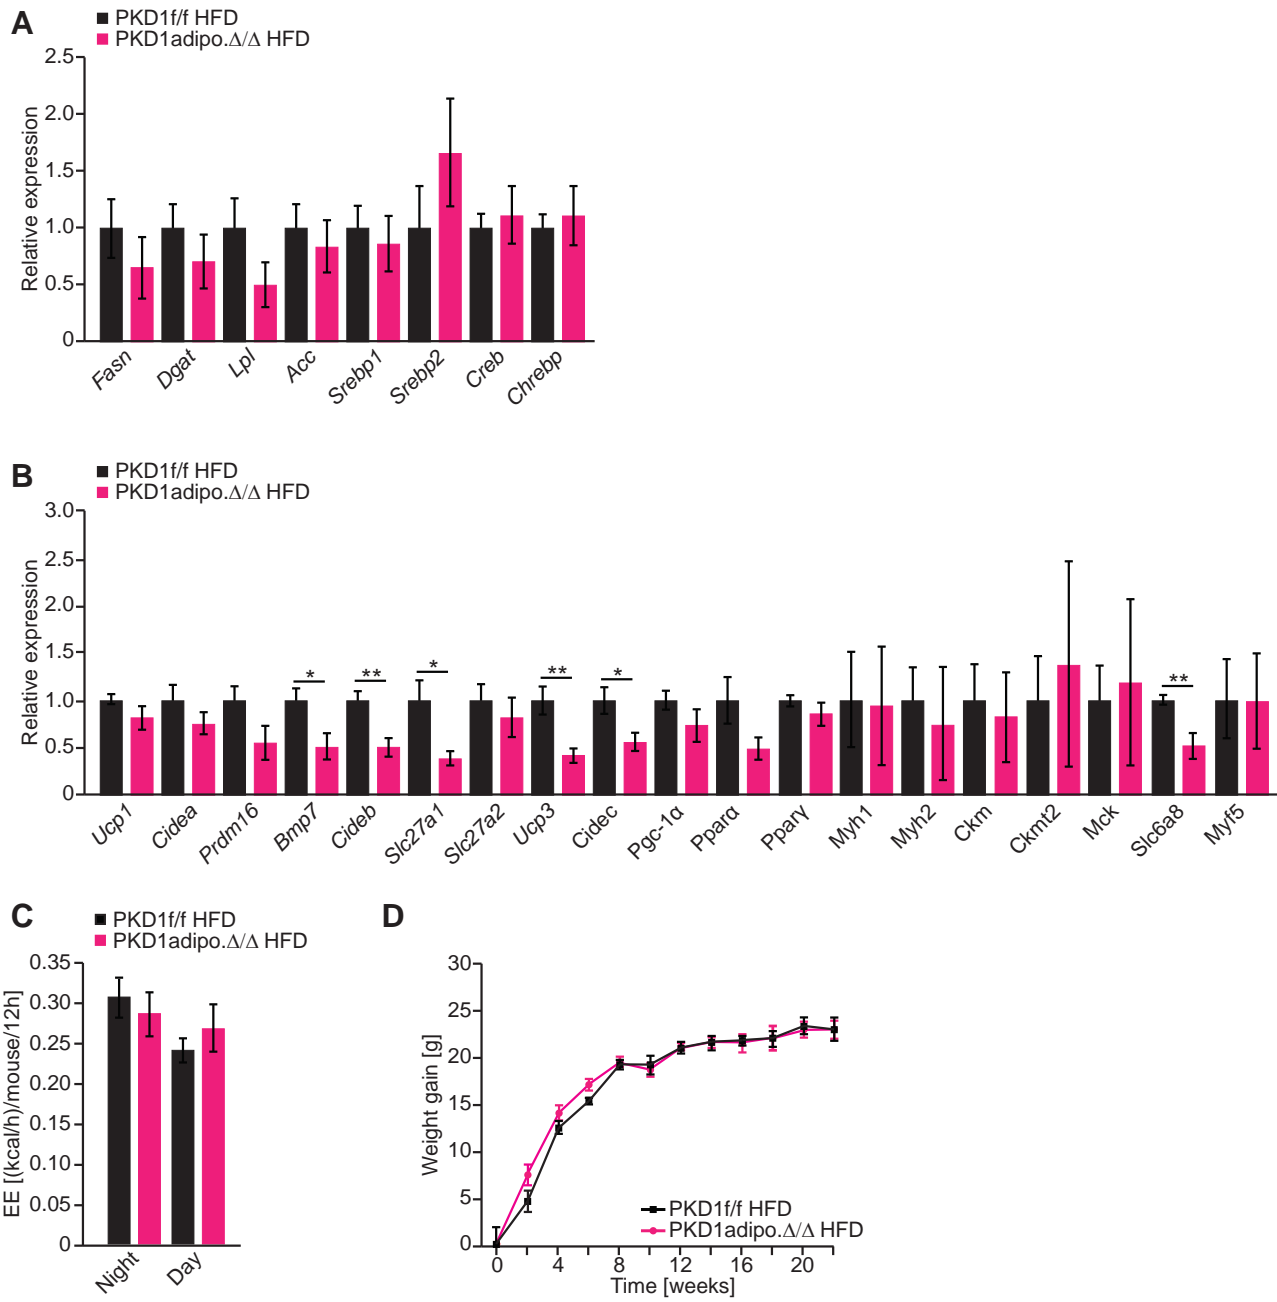 A
PKD1f/f HFD
PKD1adipo.Δ/Δ HFD
2.5
2.0
1.5
1.0
0.5
0
Relative expression
Fasn
Dgat
Lpl
Acc
Srebp1
Srebp2
Creb
Chrebp
B
PKD1f/f HFD
PKD1adipo.Δ/Δ HFD
3.0
2.5
2.0
1.5
1.0
0.5
0
Relative expression
*
**
*
**
*
**
Ucp1
Cidea
Prdm16
Bmp7
Cideb
Slc27a1
Slc27a2
Ucp3
Cidec
Pgc-1α
Pparα
Pparγ
Myh1
Myh2
Ckm
Ckmt2
Mck
Slc6a8
Myf5
C
PKD1f/f HFD
PKD1adipo.Δ/Δ HFD
0.35
0.30
0.25
0.20
0.15
0.10
0.05
0
EE [(kcal/h)/mouse/12h]
Night
Day
D
30
25
20
15
10
5
0
Weight gain [g]
PKD1f/f HFD
PKD1adipo.Δ/Δ HFD
0 4 8 12 16 20
Time [weeks]